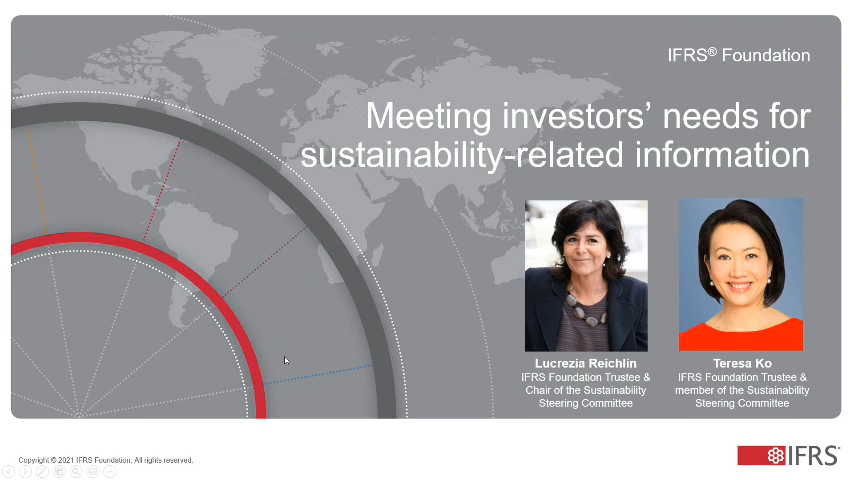 IFRS® Foundation
Meeting investors’ needs for
sustainability-related information
Lucrezia Reichlin
IFRS Foundation Trustee &
Chair of the Sustainability
Steering Committee
Teresa Ko
IFRS Foundation Trustee &
member of the Sustainability
Steering Committee
Copyright © 2021 IFRS Foundation. All rights reserved.
IFRS